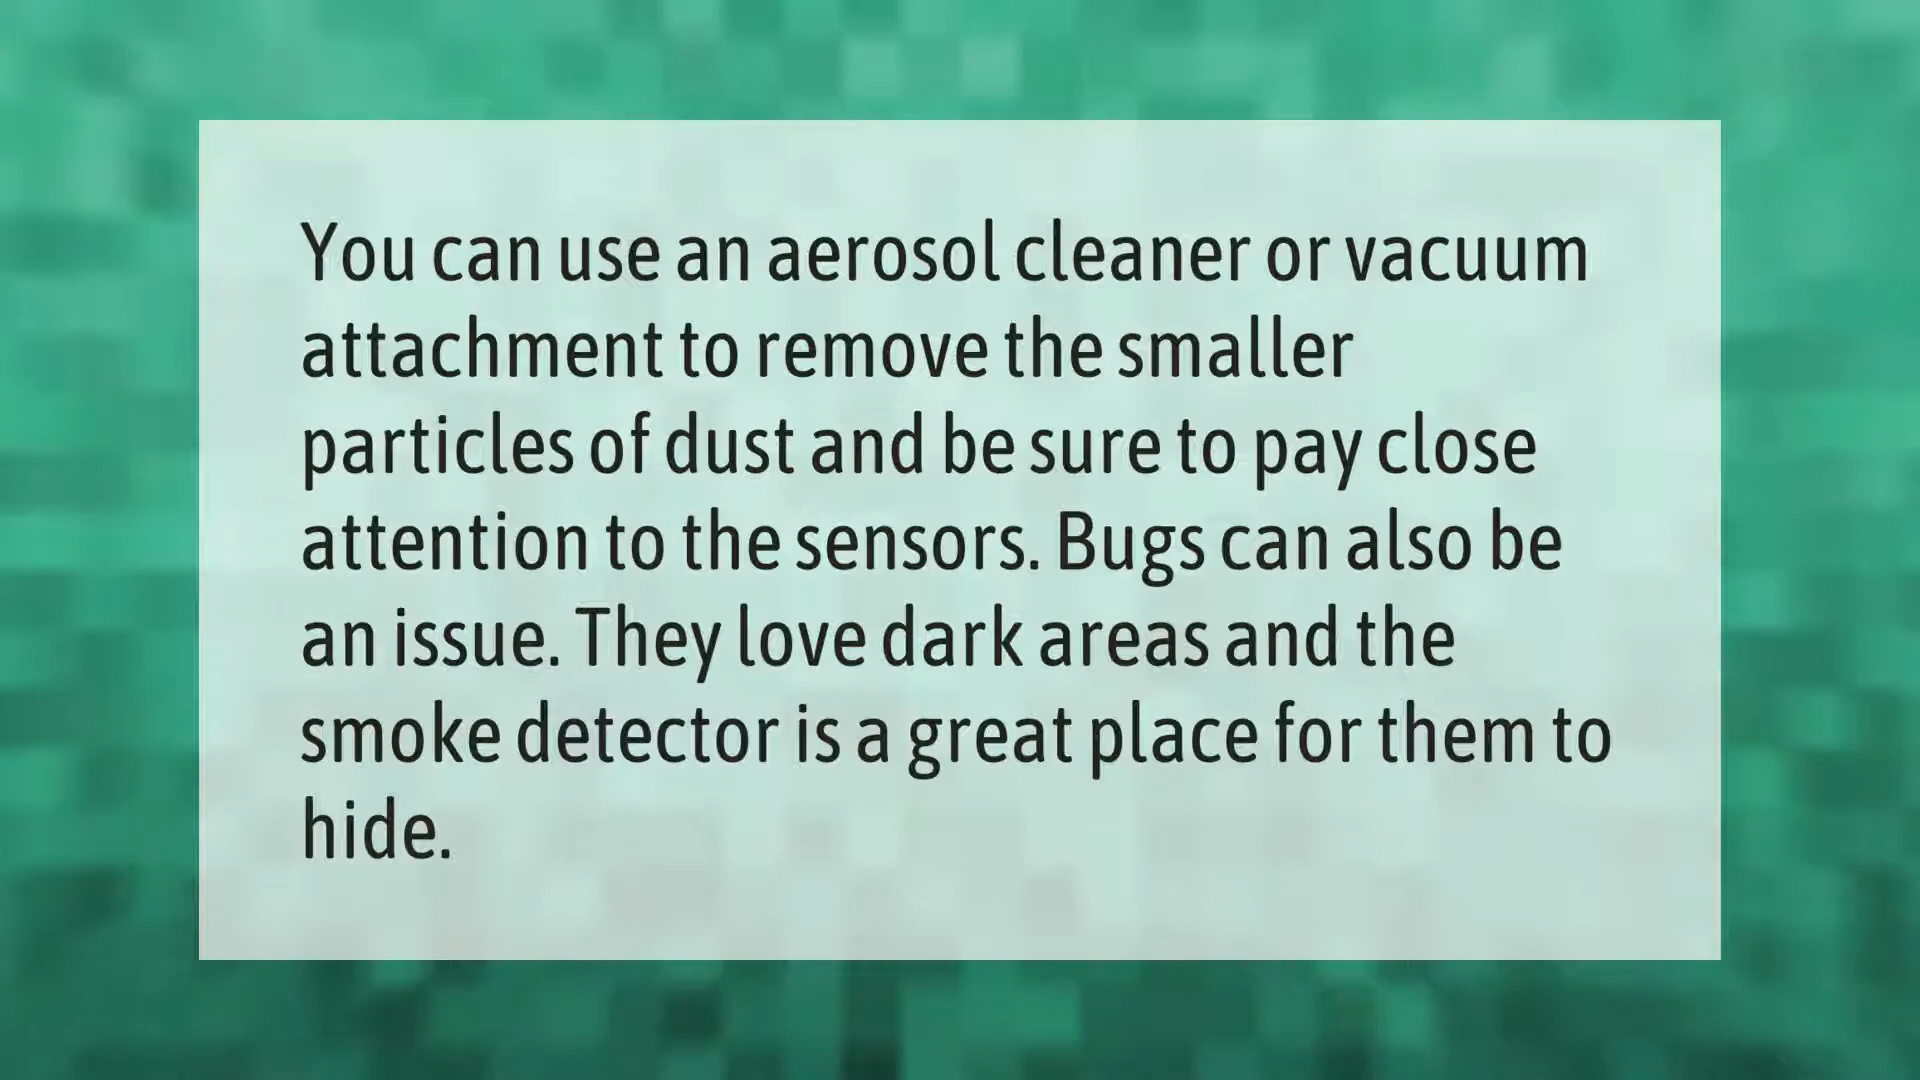 You can use an aerosol cleaner or vacuum
attachment to remove the smaller
particles of dust and be sure to pay close
attention to the sensors. Bugs can also be
an issue. They love dark areas and the
smoke detector is a great place for them to
hide.